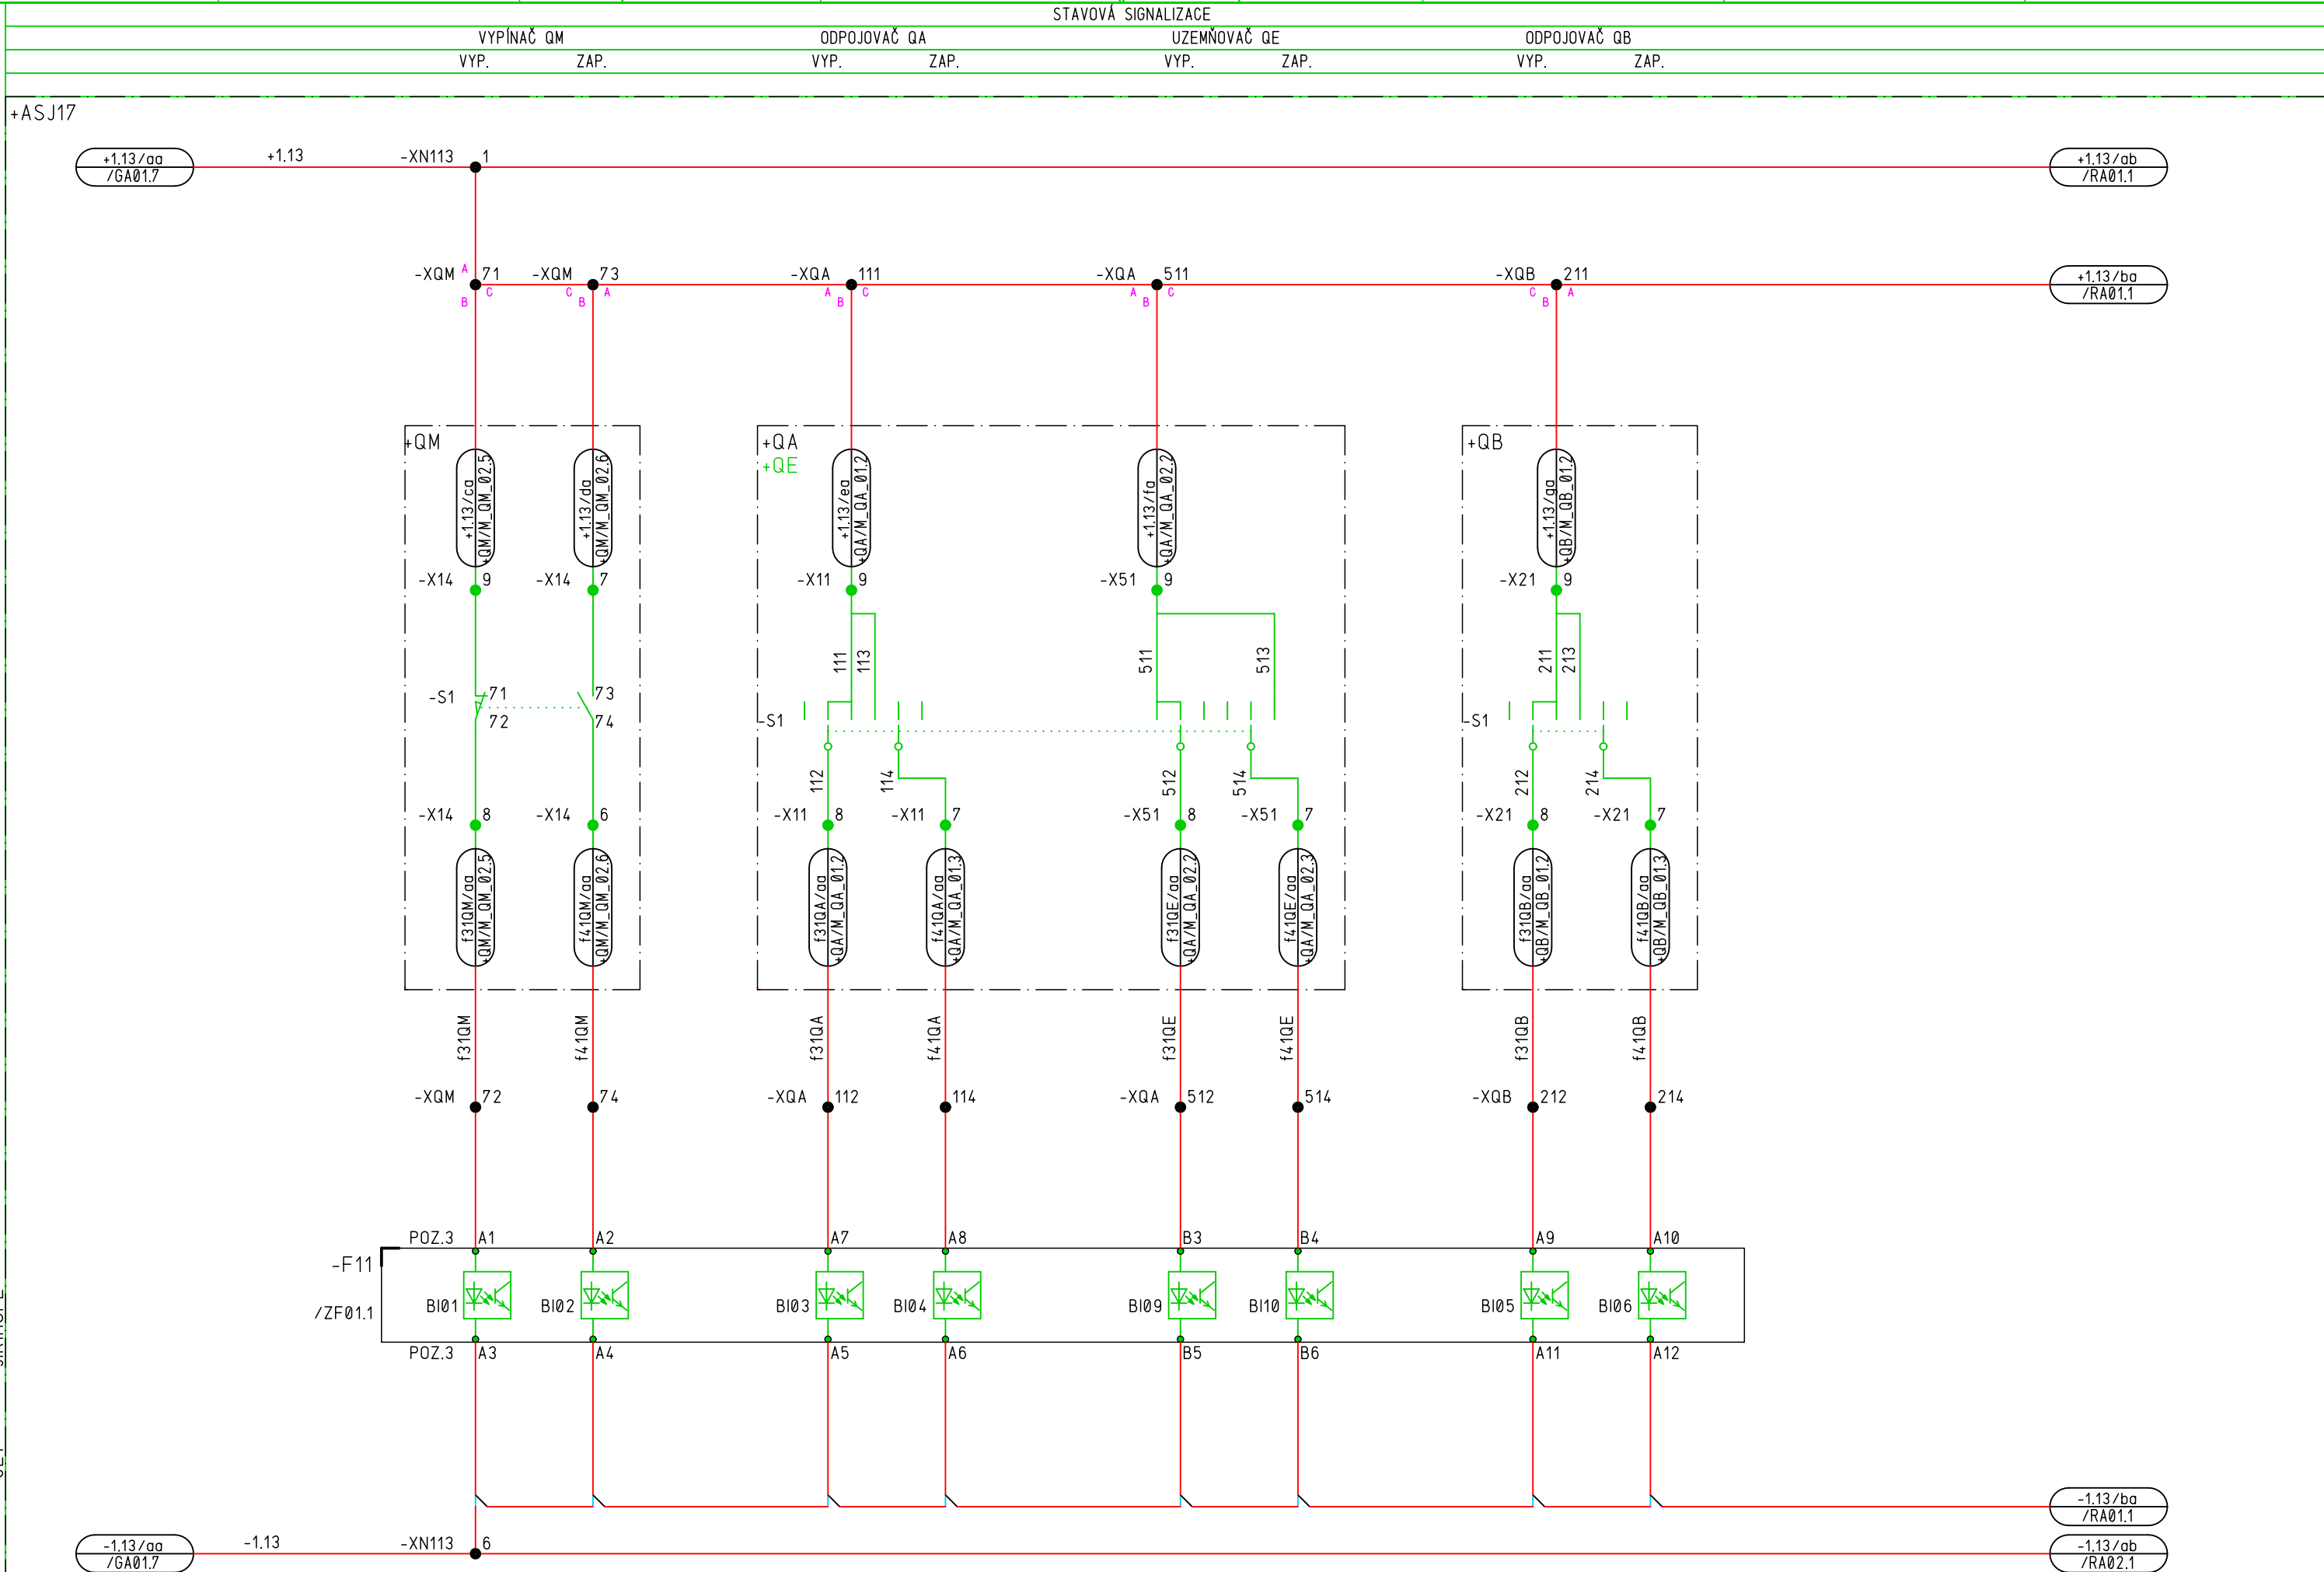 STAVOVÁ SIGNALIZACE
VYPÍNAČ QM ODPOJOVAČ QA UZEMŇOVAČ QE ODPOJOVAČ QB
VYP. ZAP. VYP. ZAP. VYP. ZAP. VYP. ZAP.
+ASJ17
+1.13/aa +1.13 -XN113 1 +1.13/ab
/GA01.7 /RA01.1
-XQM A 71 -XQM 73 -XQA 111 -XQA 511 -XQB 211 +1.13/ba
B C C B A A B C A B C C B A /RA01.1
+QM +QA +QB
+QE
+1.13/ca +1.13/da +1.13/ea +1.13/fa +1.13/ga
+QM/M_QM_02.5 +QM/M_QM_02.6 +QA/M_QA_01.2 +QA/M_QA_02.2 +QB/M_QB_01.2
-X14 9 -X14 7 -X11 9 -X51 9 -X21 9
111 113 511 513 211 213
-S1 71 73
72 74 -S1 -S1
112 114 512 514 212 214
-X14 8 -X14 6 -X11 8 -X11 7 -X51 8 -X51 7 -X21 8 -X21 7
f31QM/aa f41QM/aa f31QA/aa f41QA/aa f31QE/aa f41QE/aa f31QB/aa f41QB/aa
+QM/M_QM_02.5 +QM/M_QM_02.6 +QA/M_QA_01.2 +QA/M_QA_01.3 +QA/M_QA_02.2 +QA/M_QA_02.3 +QB/M_QB_01.2 +QB/M_QB_01.3
f31QM f41QM f31QA f41QA f31QE f41QE f31QB f41QB
-XQM 72 74 -XQA 112 114 -XQA 512 514 -XQB 212 214
POZ.3 A1 A2 A7 A8 B3 B4 A9 A10
-F11
/ZF01.1 BI01 BI02 BI03 BI04 BI09 BI10 BI05 BI06
POZ.3 A3 A4 A5 A6 B5 B6 A11 A12
-1.13/ba
/RA01.1
-1.13/aa -1.13 -XN113 6 -1.13/ab
/GA01.7 /RA02.1